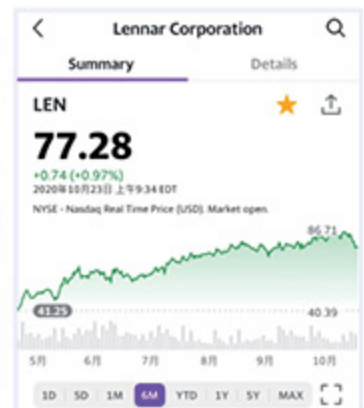 Lennar Corporation
Summary Details
LEN
77.28
+0.74 (+0.97%)
2020年10月23日 上午9:34 EDT
NYSE - Nasdaq Real Time Price (USD). Market open.
86.71
41.25
40.39
5月 6月 7月 8月 9月 10月
1D 5D 1M 6M YTD 1Y 5Y MAX